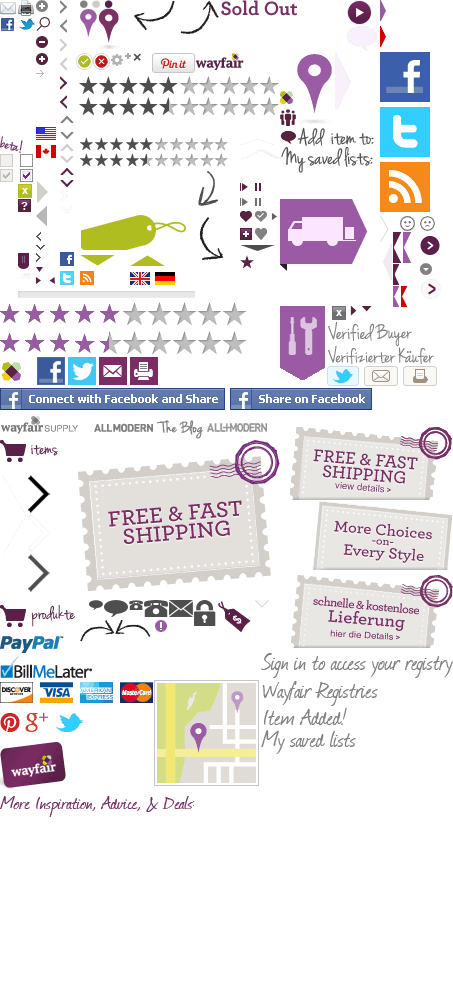 Sold Out
Pin it
wayfair
beta!
?
Add item to:
My saved lists:
Verified Buyer
Verifizierter Käufer
Connect with Facebook and Share
Share on Facebook
wayfair SUPPLY
ALLMODERN
The Blog
ALL+MODERN
items
FREE & FAST
SHIPPING
FREE & FAST
SHIPPING
view details >
More Choices
-on-
Every Style
schnelle & kostenlose
Lieferung
hier die Details >
produkte
PayPal
BillMeLater
DISCOVER
VISA
AMERICAN EXPRESS
MasterCard
Sign in to access your registry
Wayfair Registries
Item Added!
My saved lists
g+
wayfair
More Inspiration, Advice, & Deals: